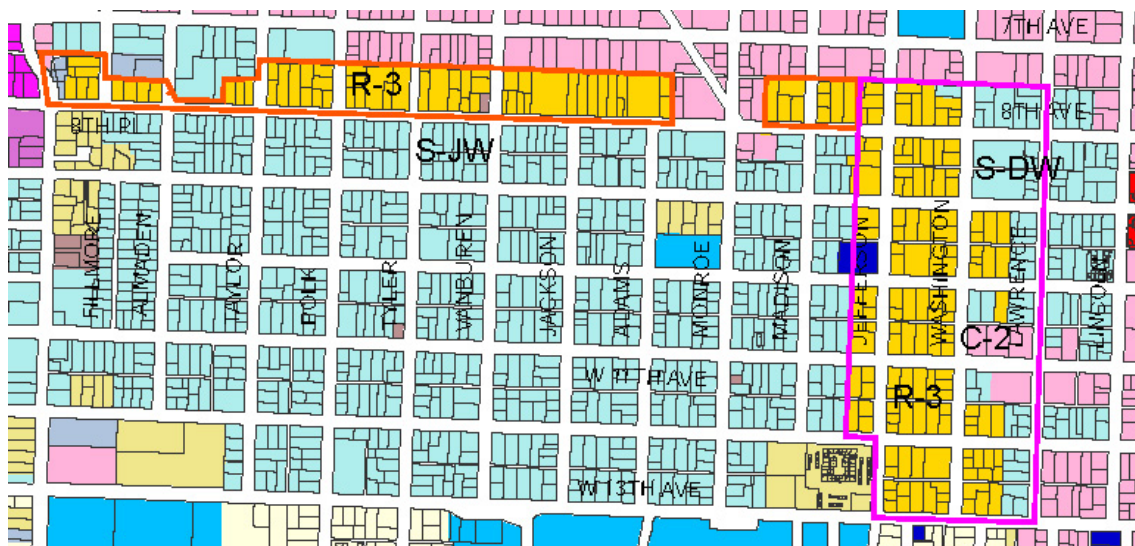 7TH AVE
R-3
8TH AVE
8TH PL
S-JW
S-DW
FILLMORE
ALMADEN
TAYLOR
POLK
TYLER
VANBUREN
JACKSON
ADAMS
MONROE
MADISON
JEFFERSON
WASHINGTON
LAWRENCE
LINCOLN
C-2
W 11TH AVE
R-3
W 13TH AVE